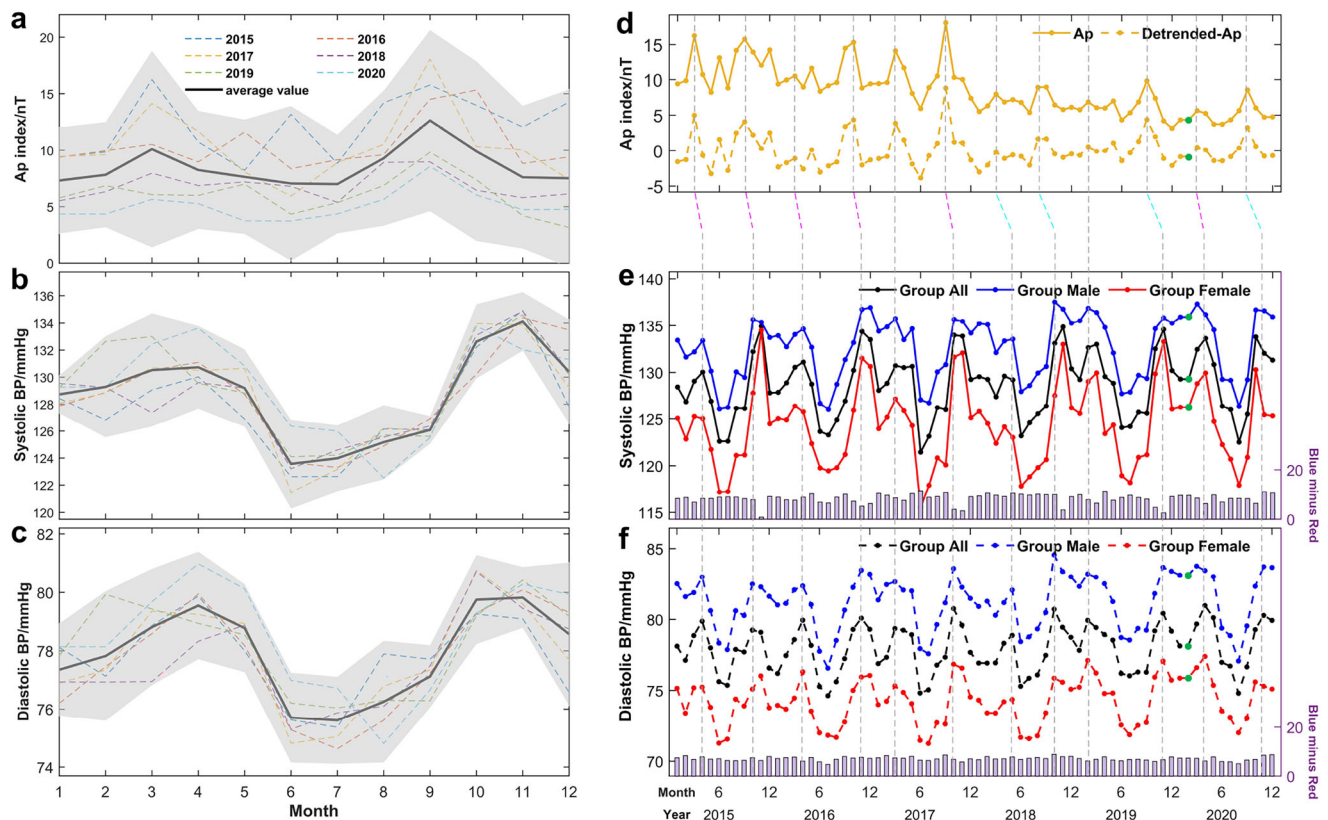 a
Ap index/nT
20
15
10
5
0
2015
2016
2017
2018
2019
2020
average value
b
Systolic BP/mmHg
136
134
132
130
128
126
124
122
120
c
Diastolic BP/mmHg
82
80
78
76
74
1 2 3 4 5 6 7 8 9 10 11 12
Month
d
Ap index/nT
15
10
5
0
-5
Ap
Detrended-Ap
e
Systolic BP/mmHg
140
135
130
125
120
115
Group All
Group Male
Group Female
20
0
Blue minus Red
f
Diastolic BP/mmHg
85
80
75
70
Group All
Group Male
Group Female
20
0
Blue minus Red
Month 6 12 6 12 6 12 6 12 6 12 6 12
Year 2015 2016 2017 2018 2019 2020